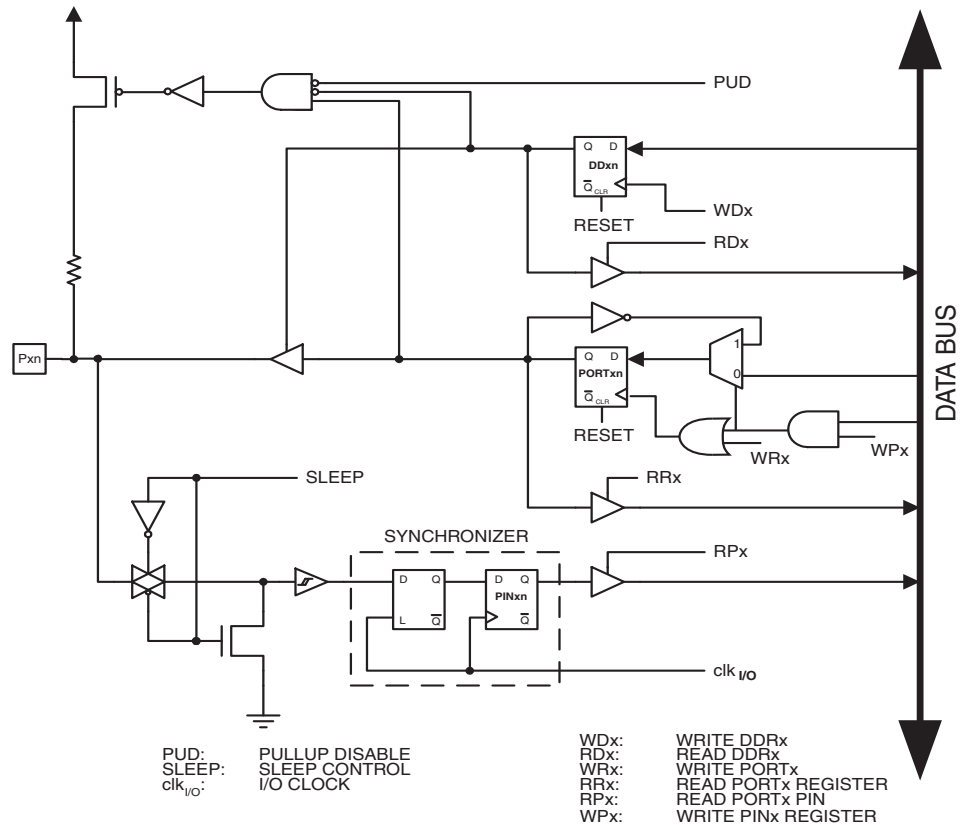 PUD
Q D
DDxn
Q CLR
WDx
RESET
RDx
1
Pxn
Q D
PORTxn
0
Q CLR
DATA BUS
RESET
WRx
WPx
RRx
SLEEP
SYNCHRONIZER
RPx
D Q
D Q
PINxn
L Q
Q
clk I/O
PUD: PULLUP DISABLE
SLEEP: SLEEP CONTROL
clkI/O: I/O CLOCK
WDx: WRITE DDRx
RDx: READ DDRx
WRx: WRITE PORTx
RRx: READ PORTx REGISTER
RPx: READ PORTx PIN
WPx: WRITE PINx REGISTER